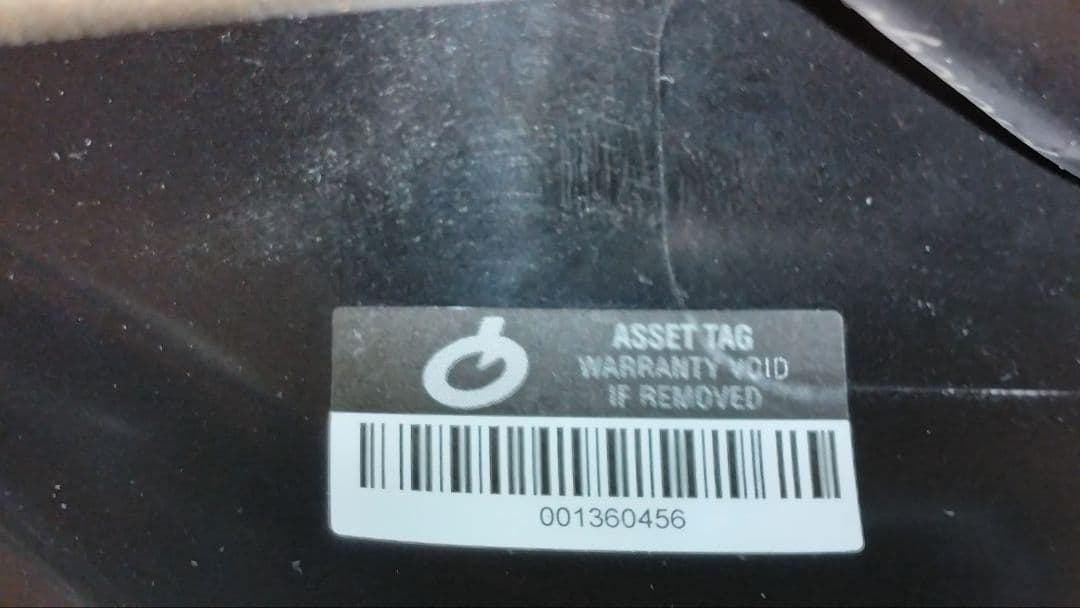 ASSET TAG
WARRANTY VOID
IF REMOVED
001360456